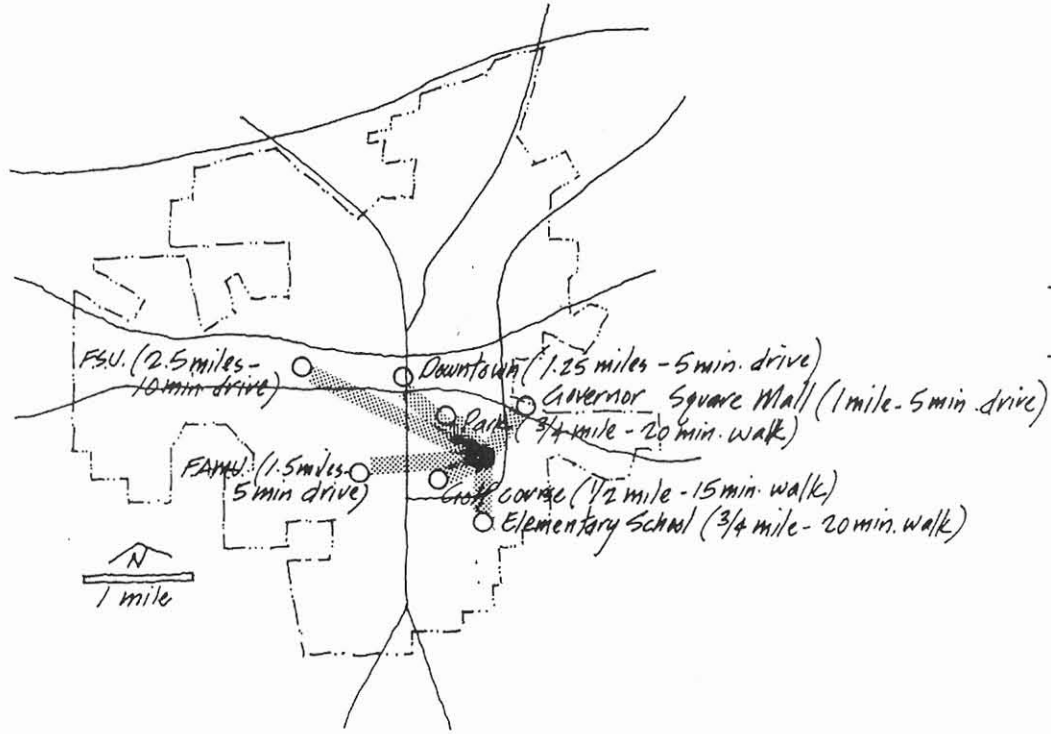 FSU. (2.5 miles-
10 min. drive)
Downtown (1.25 miles - 5 min. drive)
Governor Square Mall (1 mile - 5 min. drive)
Park (3/4 mile - 20 min. walk)
FAMU. (1.5 miles-
5 min drive)
Golf course (1/2 mile - 15 min. walk)
Elementary School (3/4 mile - 20 min. walk)
N
1 mile